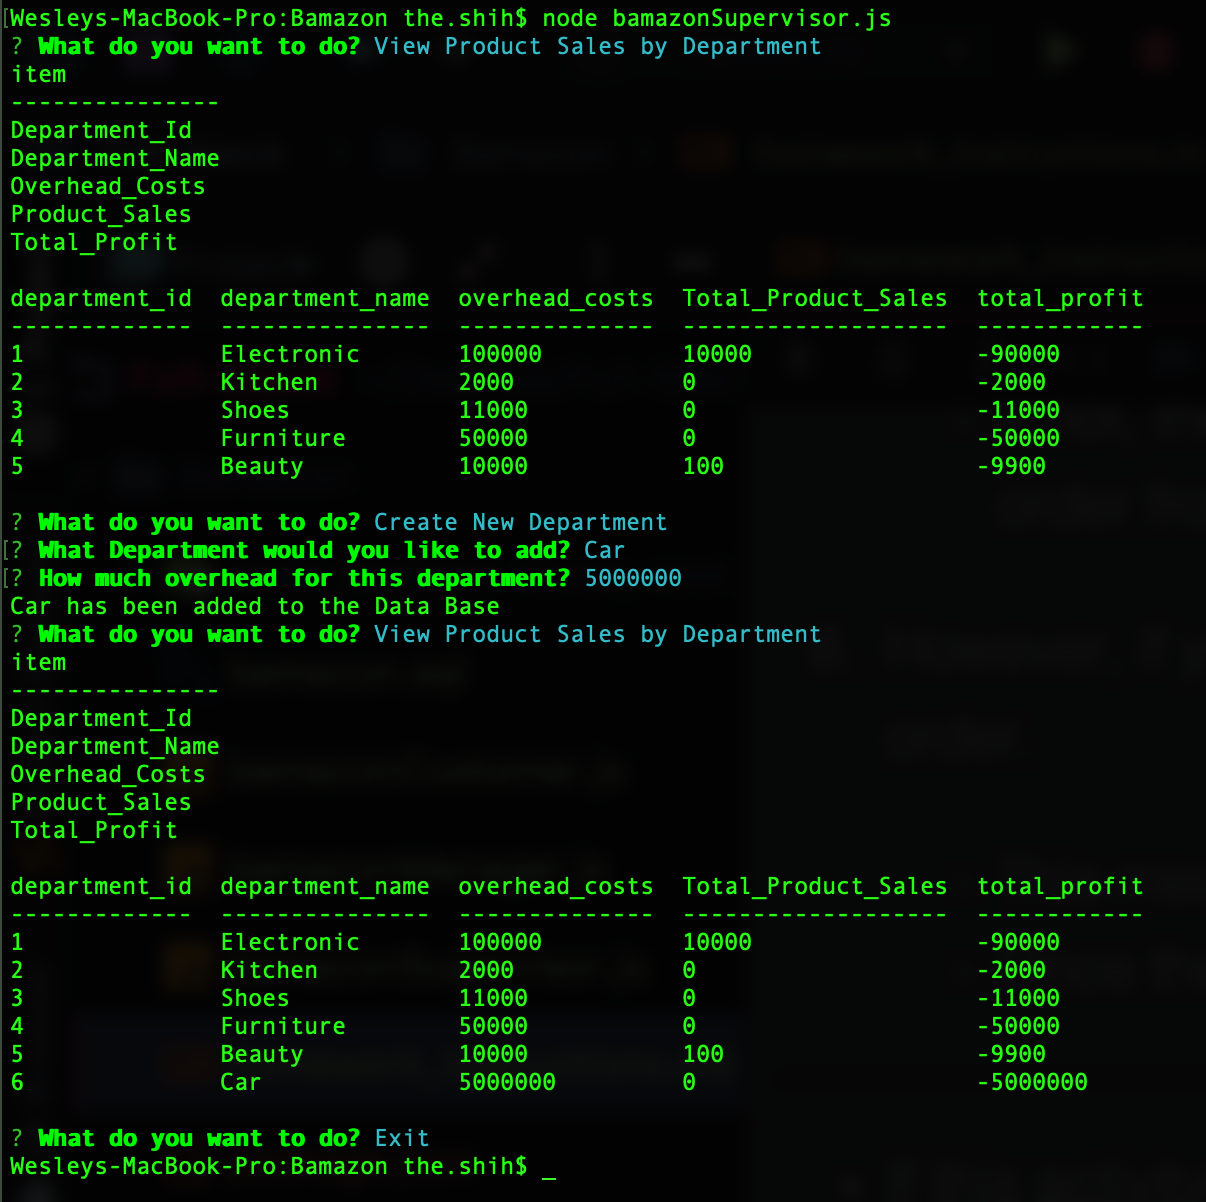 [Wesleys-MacBook-Pro:Bamazon the.shih$ node bamazonSupervisor.js
? What do you want to do? View Product Sales by Department
item
---------------
Department_Id
Department_Name
Overhead_Costs
Product_Sales
Total_Profit
department_id  department_name  overhead_costs  Total_Product_Sales  total_profit
-------------  ---------------  --------------  -------------------  ------------
1              Electronic       100000          10000                -90000
2              Kitchen          2000            0                    -2000
3              Shoes            11000           0                    -11000
4              Furniture        50000           0                    -50000
5              Beauty           10000           100                  -9900
? What do you want to do? Create New Department
[? What Department would you like to add? Car
[? How much overhead for this department? 5000000
Car has been added to the Data Base
? What do you want to do? View Product Sales by Department
item
---------------
Department_Id
Department_Name
Overhead_Costs
Product_Sales
Total_Profit
department_id  department_name  overhead_costs  Total_Product_Sales  total_profit
-------------  ---------------  --------------  -------------------  ------------
1              Electronic       100000          10000                -90000
2              Kitchen          2000            0                    -2000
3              Shoes            11000           0                    -11000
4              Furniture        50000           0                    -50000
5              Beauty           10000           100                  -9900
6              Car              5000000         0                    -5000000
? What do you want to do? Exit
Wesleys-MacBook-Pro:Bamazon the.shih$ _